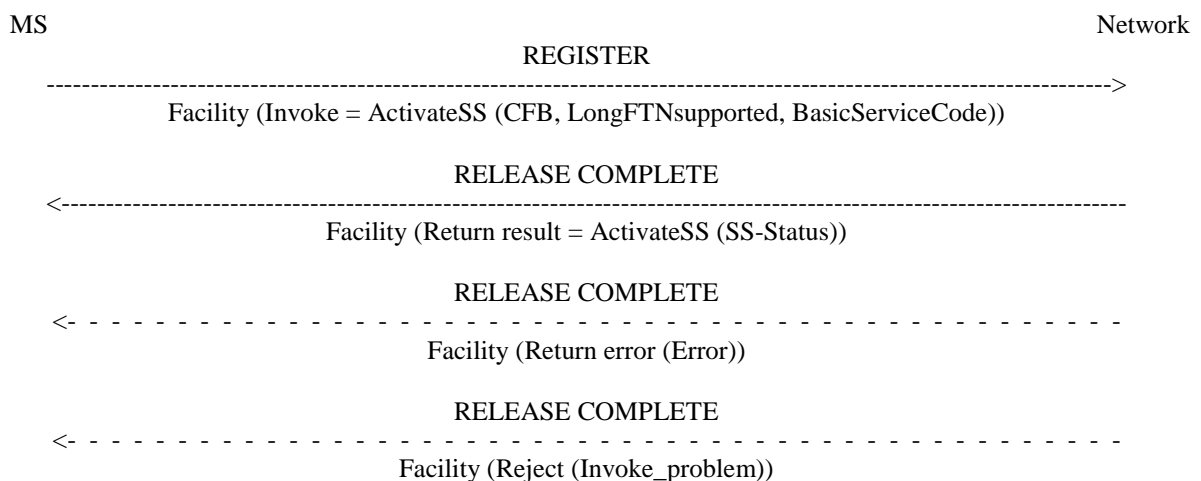 MS Network
REGISTER
Facility (Invoke = ActivateSS (CFB, LongFTNsupported, BasicServiceCode))
RELEASE COMPLETE
Facility (Return result = ActivateSS (SS-Status))
RELEASE COMPLETE
Facility (Return error (Error))
RELEASE COMPLETE
Facility (Reject (Invoke_problem))